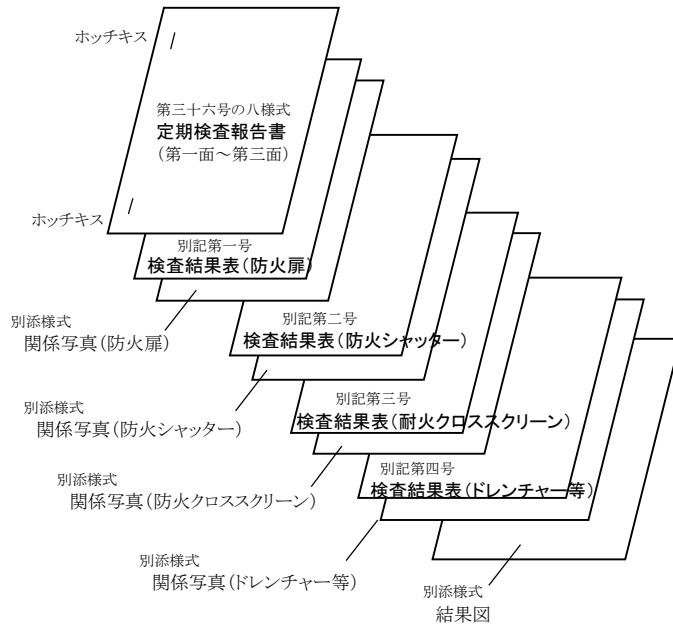 ホッチキス
第三十六号の八様式
定期検査報告書
(第一面～第三面)
ホッチキス
別記第一号
検査結果表(防火扉)
別添様式
関係写真(防火扉)
別記第二号
検査結果表(防火シャッター)
別添様式
関係写真(防火シャッター)
別記第三号
検査結果表(耐火クロススクリーン)
別添様式
関係写真(防火クロススクリーン)
別記第四号
検査結果表(ドレンチャー等)
別添様式
関係写真(ドレンチャー等)
別添様式
結果図